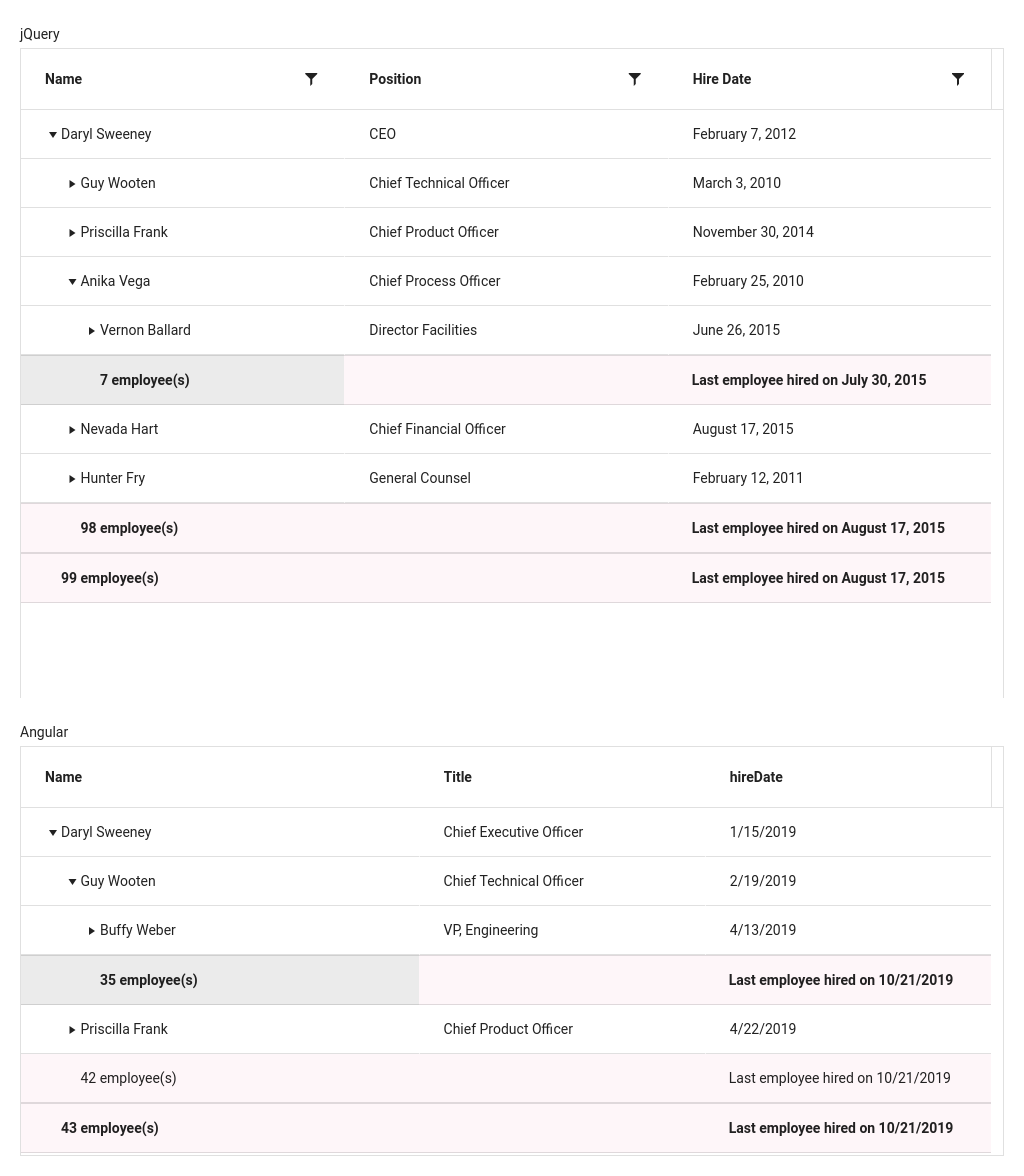 jQuery
Name Position Hire Date
Daryl Sweeney CEO February 7, 2012
Guy Wooten Chief Technical Officer March 3, 2010
Priscilla Frank Chief Product Officer November 30, 2014
Anika Vega Chief Process Officer February 25, 2010
Vernon Ballard Director Facilities June 26, 2015
7 employee(s) Last employee hired on July 30, 2015
Nevada Hart Chief Financial Officer August 17, 2015
Hunter Fry General Counsel February 12, 2011
98 employee(s) Last employee hired on August 17, 2015
99 employee(s) Last employee hired on August 17, 2015
Angular
Name Title hireDate
Daryl Sweeney Chief Executive Officer 1/15/2019
Guy Wooten Chief Technical Officer 2/19/2019
Buffy Weber VP, Engineering 4/13/2019
35 employee(s) Last employee hired on 10/21/2019
Priscilla Frank Chief Product Officer 4/22/2019
42 employee(s) Last employee hired on 10/21/2019
43 employee(s) Last employee hired on 10/21/2019